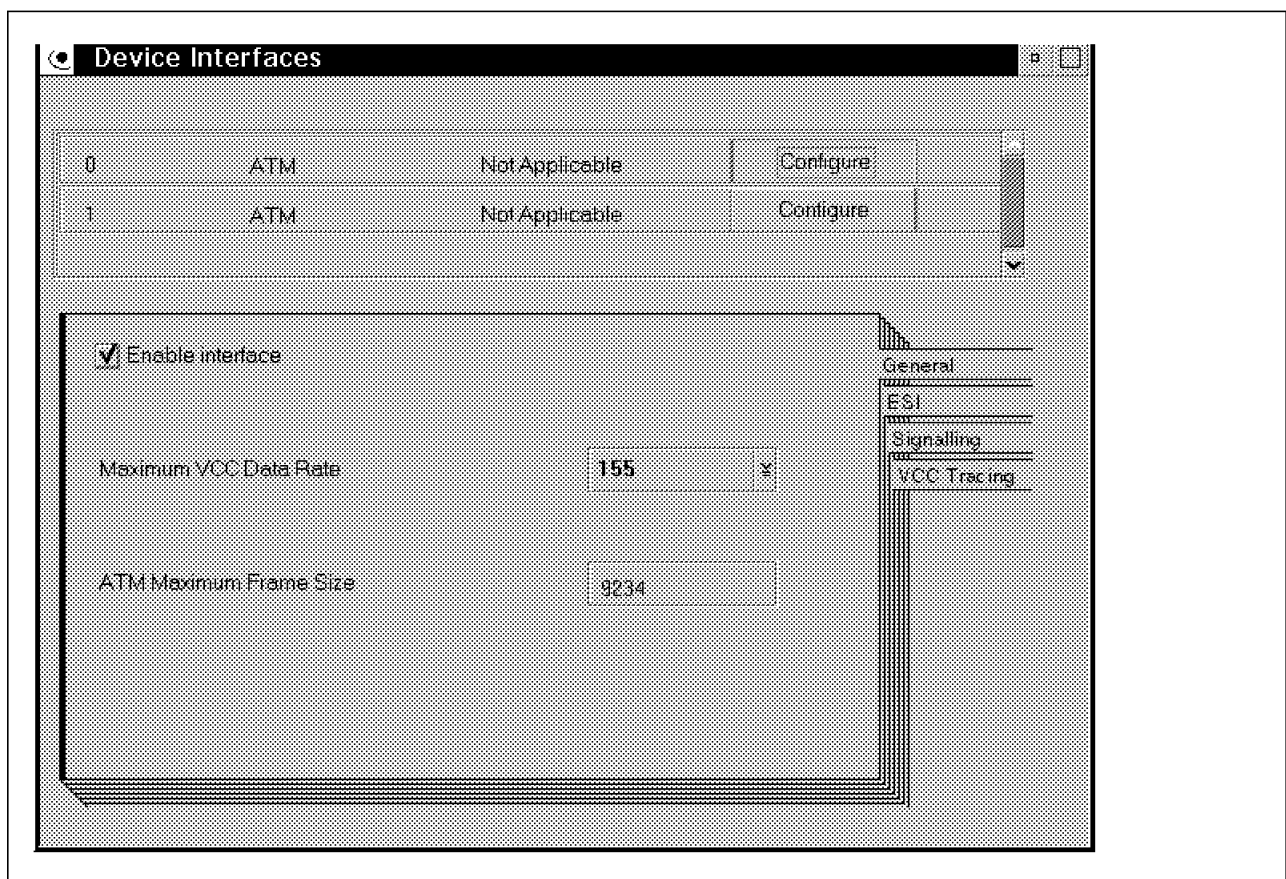 Device Interfaces
0 ATM Not Applicable Configure
1 ATM Not Applicable Configure
Enable interface
General
ESI
Signalling
Maximum VCC Data Rate 155
VCC Tracing
ATM Maximum Frame Size 9234